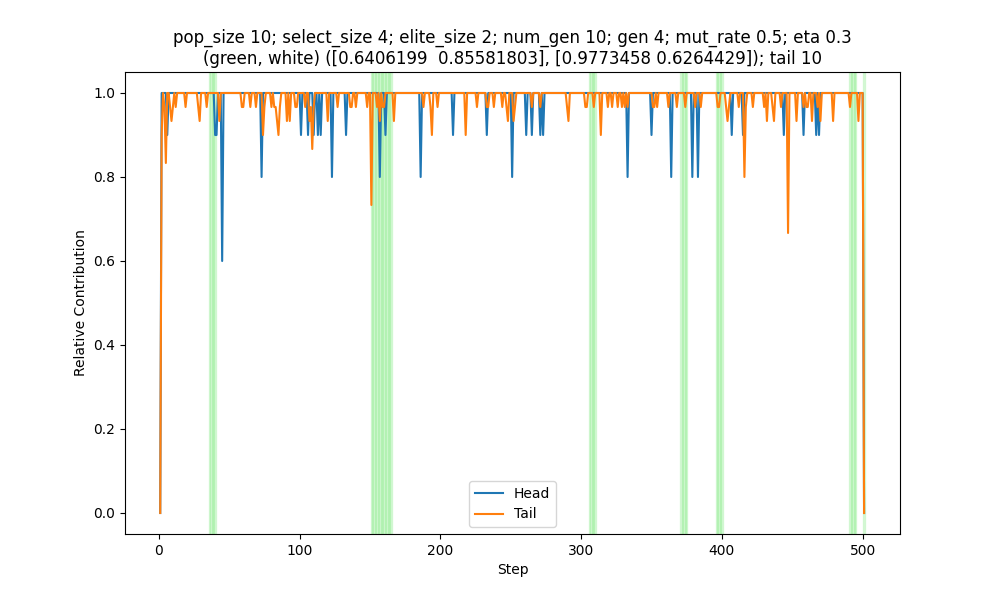 pop_size 10; select_size 4; elite_size 2; num_gen 10; gen 4; mut_rate 0.5; eta 0.3
(green, white) ([0.6406199  0.85581803], [0.9773458 0.6264429]); tail 10
1.0
0.8
0.6
0.4
0.2
0.0
Relative Contribution
Head
Tail
0
100
200
300
400
500
Step